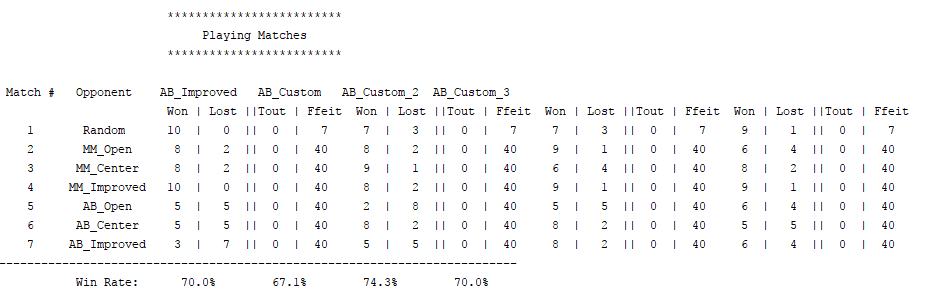 **************************
Playing Matches
**************************
Match #   Opponent    AB_Improved   AB_Custom   AB_Custom_2  AB_Custom_3
Won | Lost ||Tout | Ffeit  Won | Lost ||Tout | Ffeit  Won | Lost ||Tout | Ffeit  Won | Lost ||Tout | Ffeit
1       Random      10  |   0  ||  0  |   7    7  |   3  ||  0  |   7    7  |   3  ||  0  |   7    9  |   1  ||  0  |   7
2       MM_Open      8  |   2  ||  0  |  40    8  |   2  ||  0  |  40    9  |   1  ||  0  |  40    6  |   4  ||  0  |  40
3      MM_Center     8  |   2  ||  0  |  40    9  |   1  ||  0  |  40    6  |   4  ||  0  |  40    8  |   2  ||  0  |  40
4     MM_Improved   10  |   0  ||  0  |  40    8  |   2  ||  0  |  40    9  |   1  ||  0  |  40    9  |   1  ||  0  |  40
5       AB_Open      5  |   5  ||  0  |  40    2  |   8  ||  0  |  40    5  |   5  ||  0  |  40    6  |   4  ||  0  |  40
6      AB_Center     5  |   5  ||  0  |  40    8  |   2  ||  0  |  40    8  |   2  ||  0  |  40    5  |   5  ||  0  |  40
7     AB_Improved    3  |   7  ||  0  |  40    5  |   5  ||  0  |  40    8  |   2  ||  0  |  40    6  |   4  ||  0  |  40
--------------------------------------------------------------------------
Win Rate:      70.0%        67.1%        74.3%        70.0%